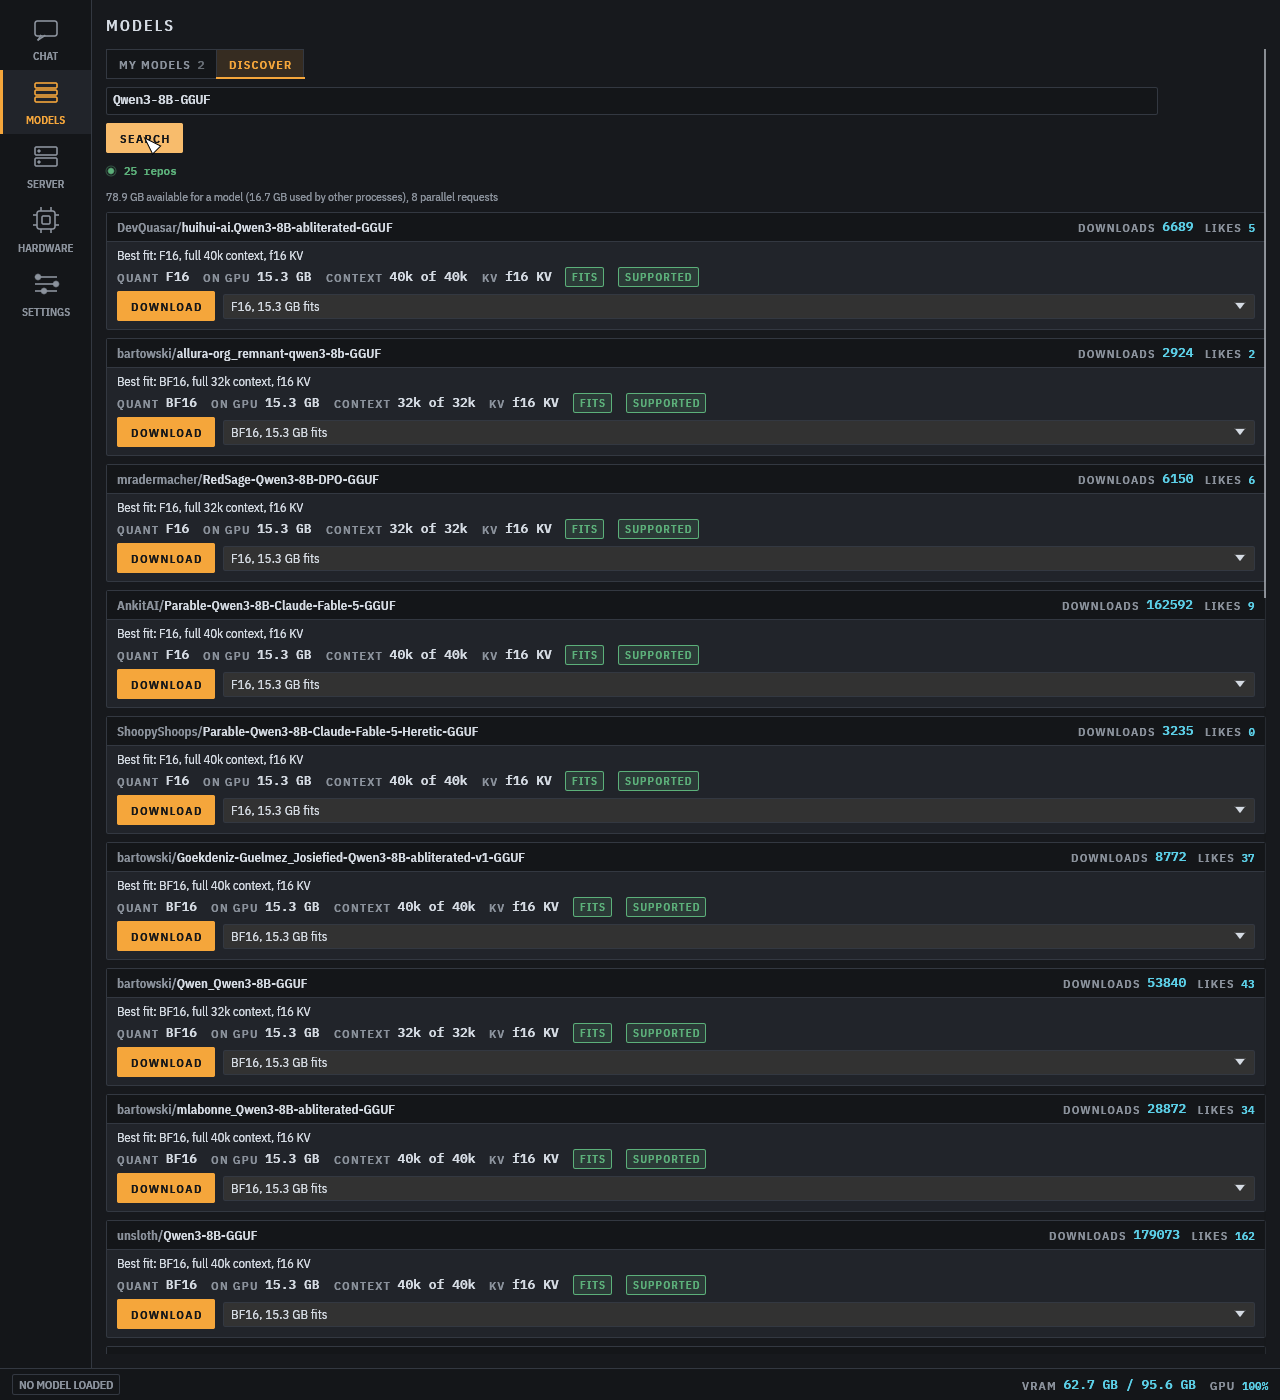 MODELS
CHAT
MODELS
SERVER
HARDWARE
SETTINGS
MY MODELS 2 DISCOVER
Qwen3-8B-GGUF
SEARCH
25 repos
78.9 GB available for a model (16.7 GB used by other processes), 8 parallel requests
DevQuasar/huihui-ai.Qwen3-8B-abliterated-GGUF DOWNLOADS 6689 LIKES 5
Best fit: F16, full 40k context, f16 KV
QUANT F16 ON GPU 15.3 GB CONTEXT 40k of 40k KV f16 KV FITS SUPPORTED
DOWNLOAD F16, 15.3 GB fits
bartowski/allura-org_remnant-qwen3-8b-GGUF DOWNLOADS 2924 LIKES 2
Best fit: BF16, full 32k context, f16 KV
QUANT BF16 ON GPU 15.3 GB CONTEXT 32k of 32k KV f16 KV FITS SUPPORTED
DOWNLOAD BF16, 15.3 GB fits
mradermacher/RedSage-Qwen3-8B-DPO-GGUF DOWNLOADS 6150 LIKES 6
Best fit: F16, full 32k context, f16 KV
QUANT F16 ON GPU 15.3 GB CONTEXT 32k of 32k KV f16 KV FITS SUPPORTED
DOWNLOAD F16, 15.3 GB fits
AnkitAI/Parable-Qwen3-8B-Claude-Fable-5-GGUF DOWNLOADS 162592 LIKES 9
Best fit: F16, full 40k context, f16 KV
QUANT F16 ON GPU 15.3 GB CONTEXT 40k of 40k KV f16 KV FITS SUPPORTED
DOWNLOAD F16, 15.3 GB fits
ShoopyShoops/Parable-Qwen3-8B-Claude-Fable-5-Heretic-GGUF DOWNLOADS 3235 LIKES 0
Best fit: F16, full 40k context, f16 KV
QUANT F16 ON GPU 15.3 GB CONTEXT 40k of 40k KV f16 KV FITS SUPPORTED
DOWNLOAD F16, 15.3 GB fits
bartowski/Goekdeniz-Guelmez_Josiefied-Qwen3-8B-abliterated-v1-GGUF DOWNLOADS 8772 LIKES 37
Best fit: BF16, full 40k context, f16 KV
QUANT BF16 ON GPU 15.3 GB CONTEXT 40k of 40k KV f16 KV FITS SUPPORTED
DOWNLOAD BF16, 15.3 GB fits
bartowski/Qwen_Qwen3-8B-GGUF DOWNLOADS 53840 LIKES 43
Best fit: BF16, full 32k context, f16 KV
QUANT BF16 ON GPU 15.3 GB CONTEXT 32k of 32k KV f16 KV FITS SUPPORTED
DOWNLOAD BF16, 15.3 GB fits
bartowski/mlabonne_Qwen3-8B-abliterated-GGUF DOWNLOADS 28872 LIKES 34
Best fit: BF16, full 40k context, f16 KV
QUANT BF16 ON GPU 15.3 GB CONTEXT 40k of 40k KV f16 KV FITS SUPPORTED
DOWNLOAD BF16, 15.3 GB fits
unsloth/Qwen3-8B-GGUF DOWNLOADS 179073 LIKES 162
Best fit: BF16, full 40k context, f16 KV
QUANT BF16 ON GPU 15.3 GB CONTEXT 40k of 40k KV f16 KV FITS SUPPORTED
DOWNLOAD BF16, 15.3 GB fits
NO MODEL LOADED VRAM 62.7 GB / 95.6 GB GPU 100%